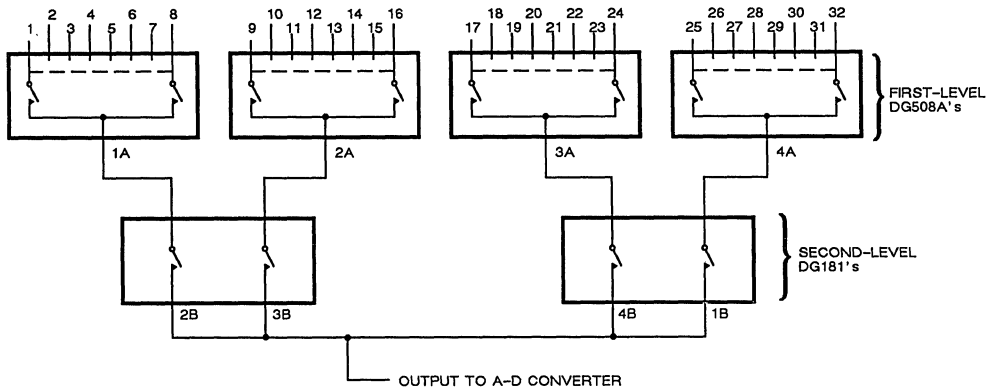 1 2 3 4 5 6 7 8
9 10 11 12 13 14 15 16
17 18 19 20 21 22 23 24
25 26 27 28 29 30 31 32
FIRST-LEVEL
DG508A's
1A
2A
3A
4A
SECOND-LEVEL
DG181's
2B
3B
4B
1B
OUTPUT TO A-D CONVERTER